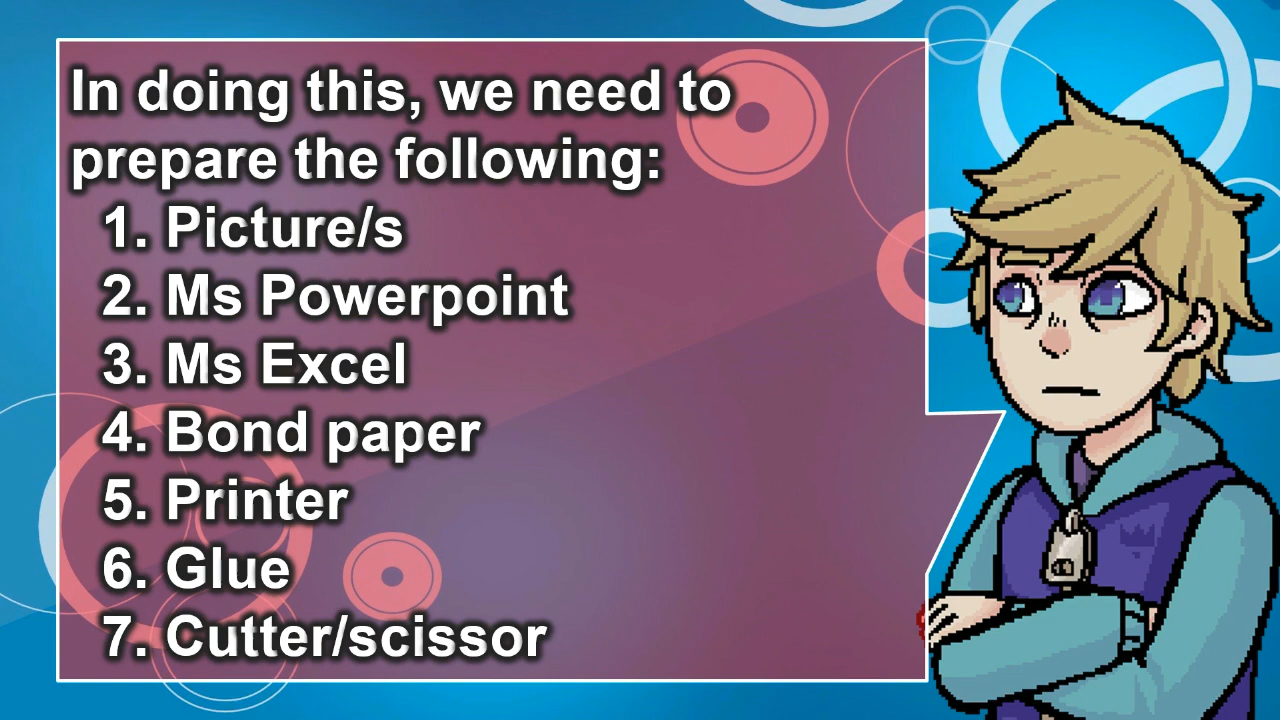 In doing this, we need to
prepare the following:
1. Picture/s
2. Ms Powerpoint
3. Ms Excel
4. Bond paper
5. Printer
6. Glue
7. Cutter/scissor